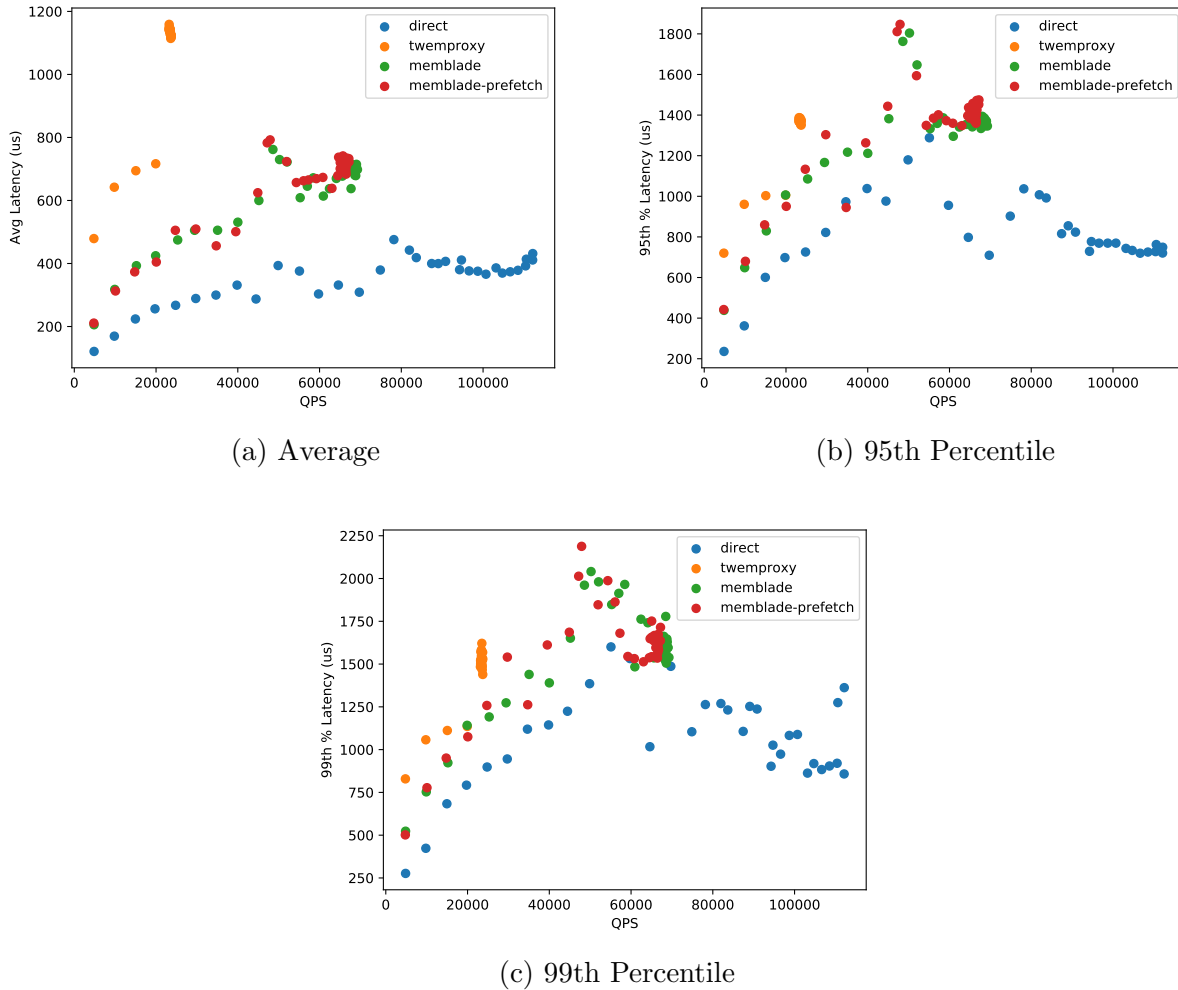 1200
1000
800
600
400
200
Avg Latency (us)
0 20000 40000 60000 80000 100000
QPS
direct
twemproxy
memblade
memblade-prefetch
(a) Average
1800
1600
1400
1200
1000
800
600
400
200
95th % Latency (us)
0 20000 40000 60000 80000 100000
QPS
direct
twemproxy
memblade
memblade-prefetch
(b) 95th Percentile
2250
2000
1750
1500
1250
1000
750
500
250
99th % Latency (us)
0 20000 40000 60000 80000 100000
QPS
direct
twemproxy
memblade
memblade-prefetch
(c) 99th Percentile